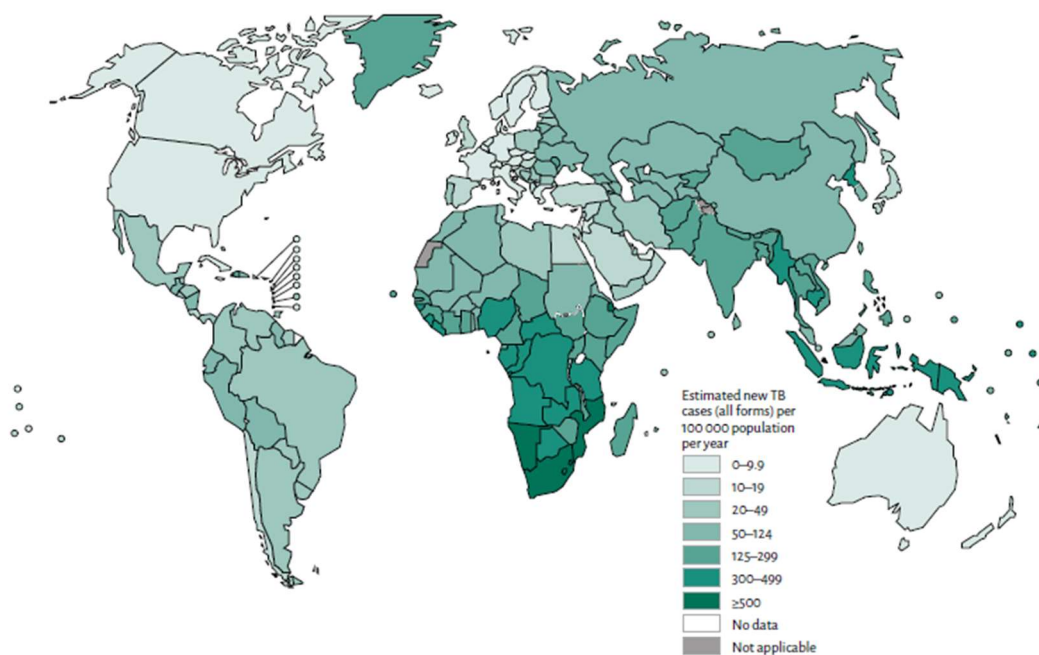 Estimated new TB
cases (all forms) per
100 000 population
per year
0–9.9
10–19
20–49
50–124
125–299
300–499
≥500
No data
Not applicable